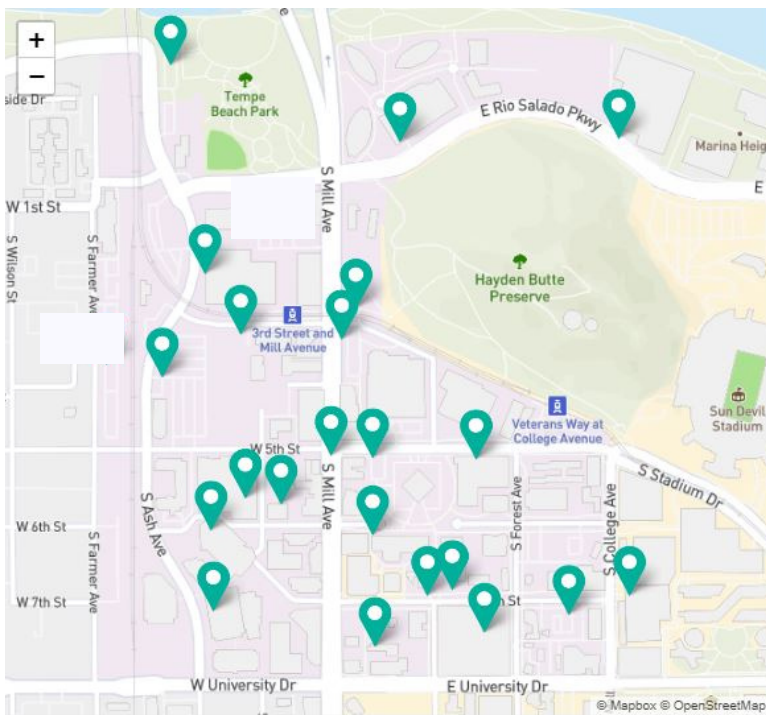 +
−
e
side Dr
Tempe
Beach Park
E Rio Salado Pkwy
Marina Heig
E
W 1st St
S Mill Ave
S Wilson St
S Farmer Ave
Hayden Butte
Preserve
3rd Street and
Mill Avenue
Sun Devil
Stadium
Veterans Way at
College Avenue
W 5th St
S Mill Ave
S Ash Ave
S Forest Ave
S College Ave
S Stadium Dr
W 6th St
S Farmer Ave
W 7th St
h St
W University Dr
E University Dr
© Mapbox © OpenStreetMap